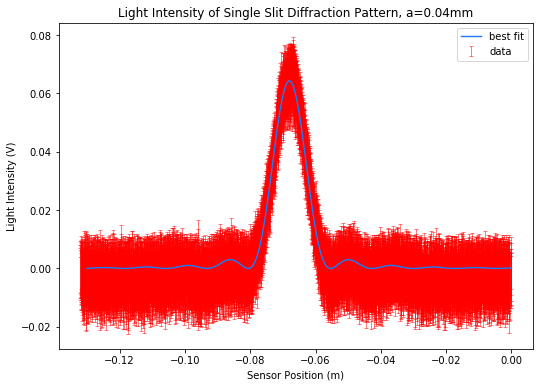 Light Intensity of Single Slit Diffraction Pattern, a=0.04mm
best fit
data
0.08
0.06
0.04
0.02
0.00
−0.02
Light Intensity (V)
−0.12
−0.10
−0.08
−0.06
−0.04
−0.02
0.00
Sensor Position (m)